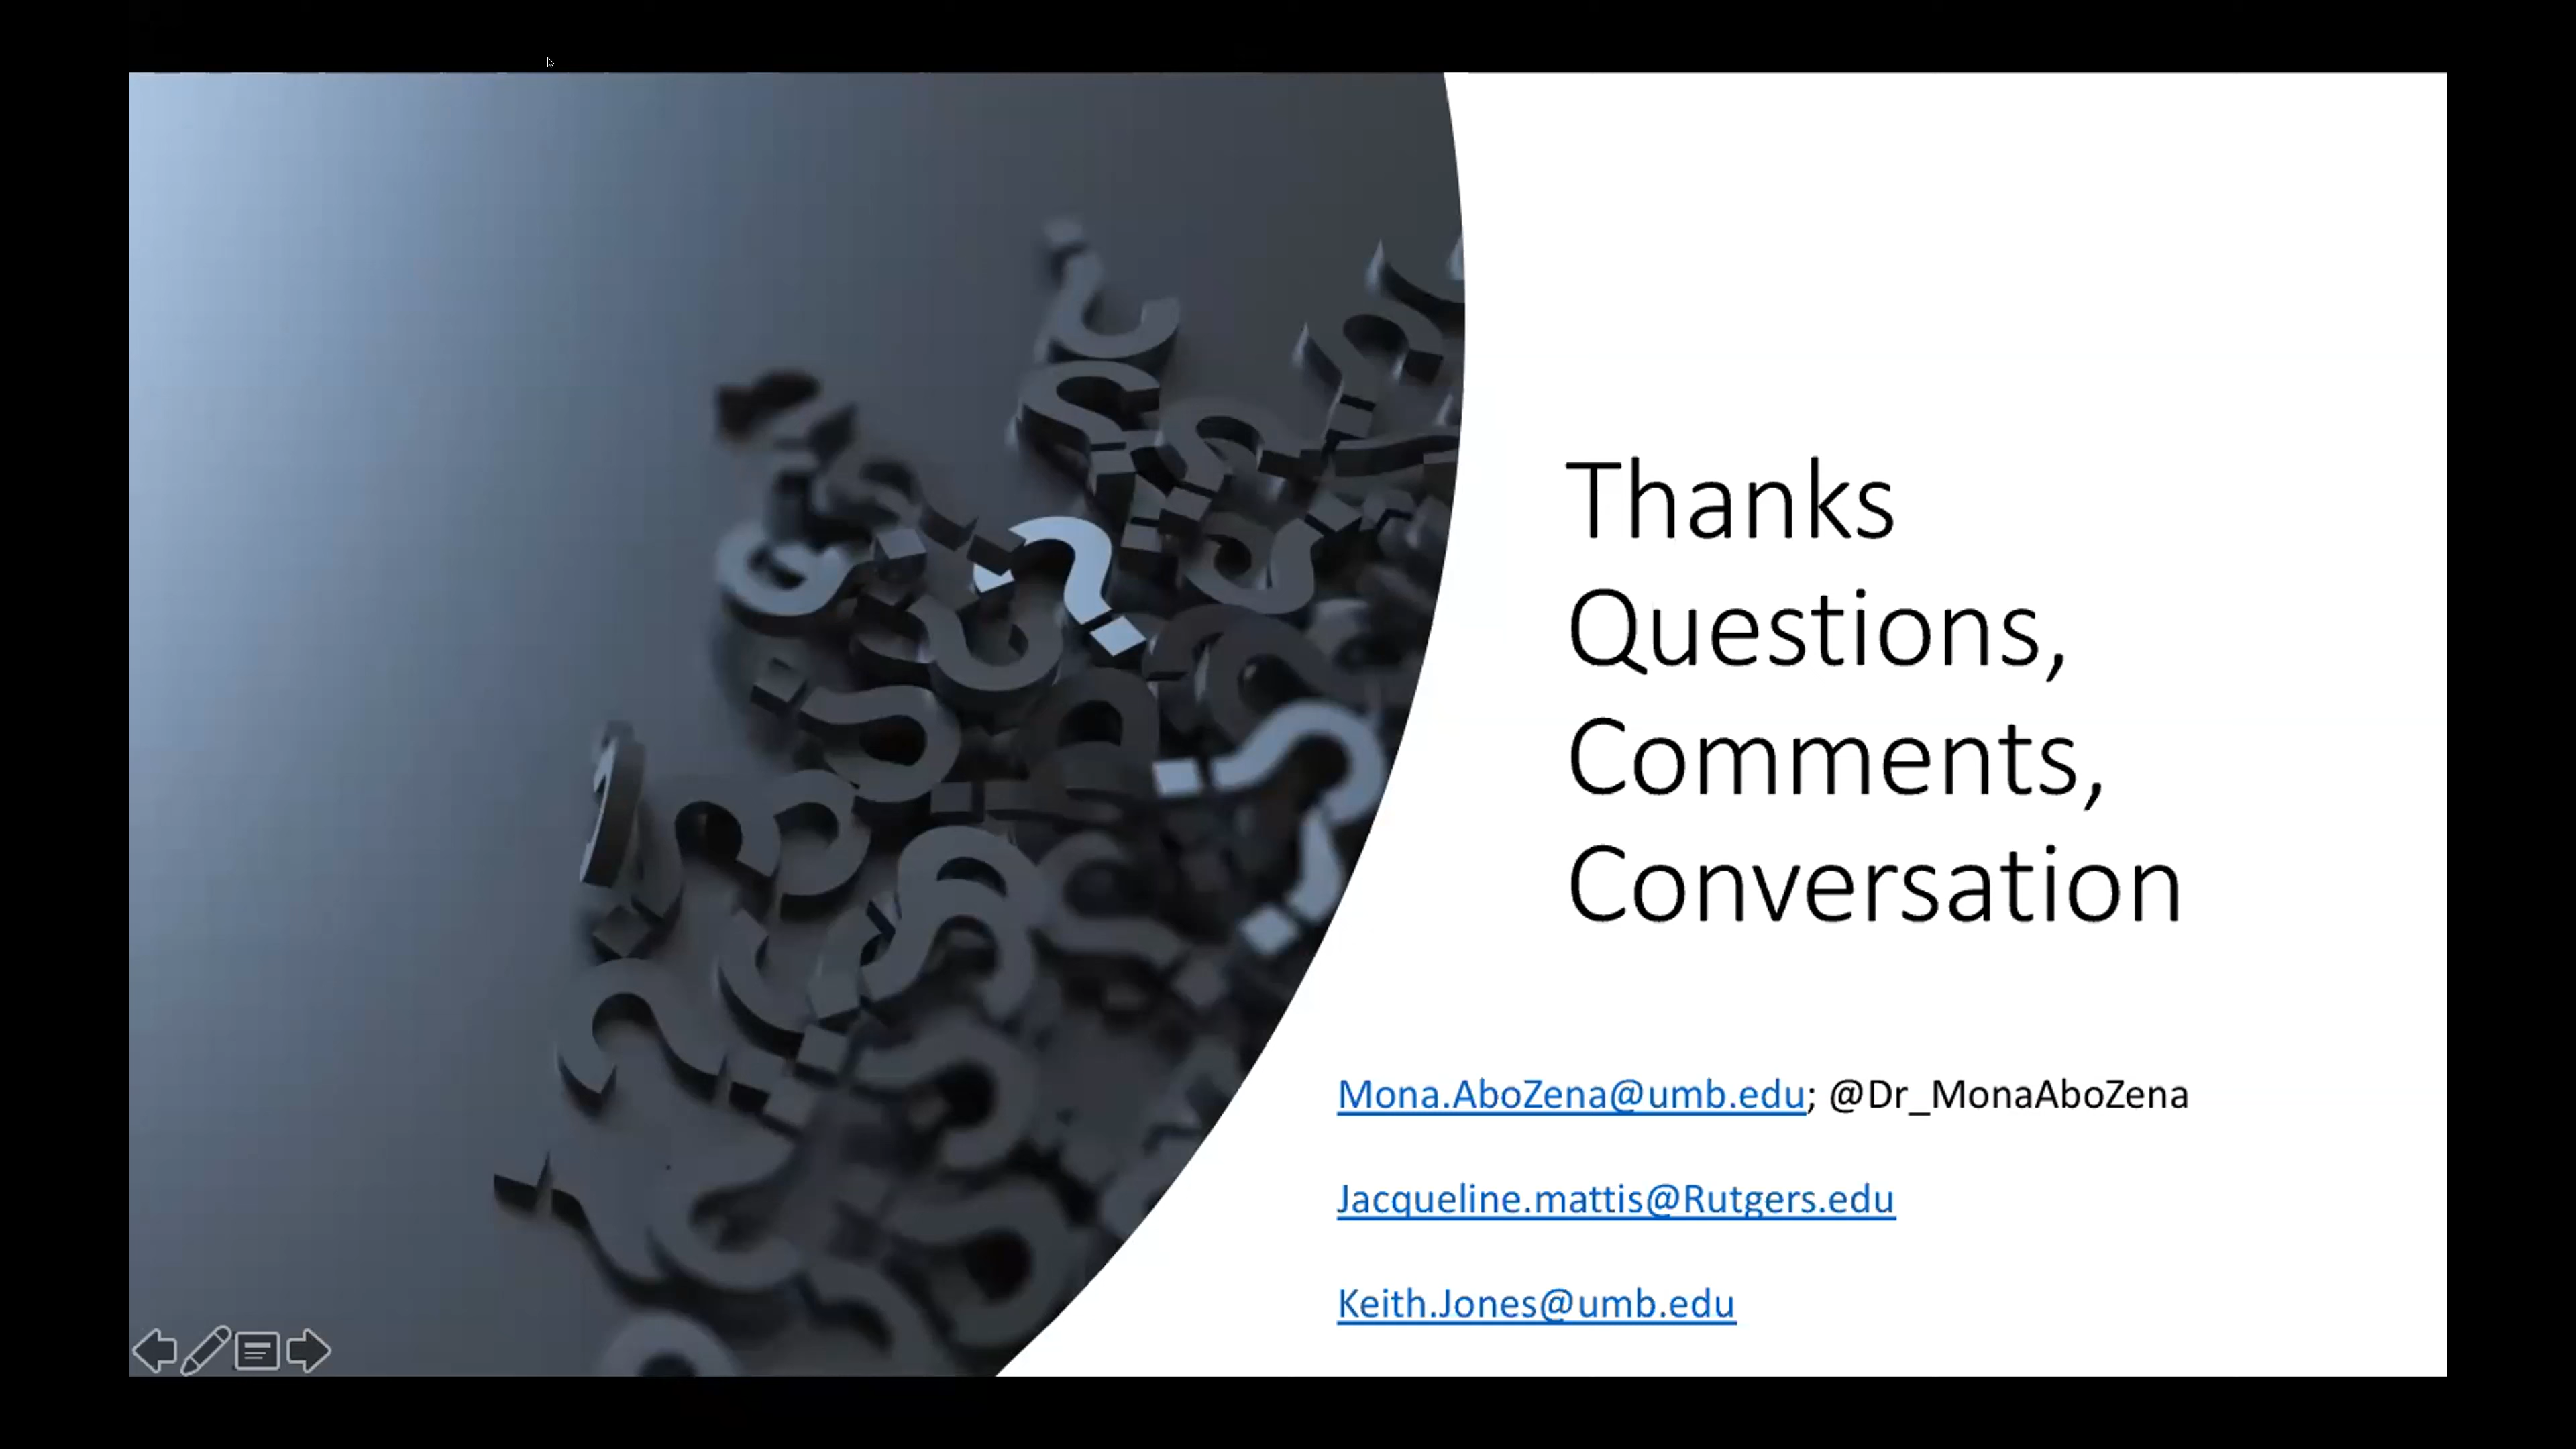 Thanks
Questions,
Comments,
Conversation
Mona.AboZena@umb.edu; @Dr_MonaAboZena
Jacqueline.mattis@Rutgers.edu
Keith.Jones@umb.edu